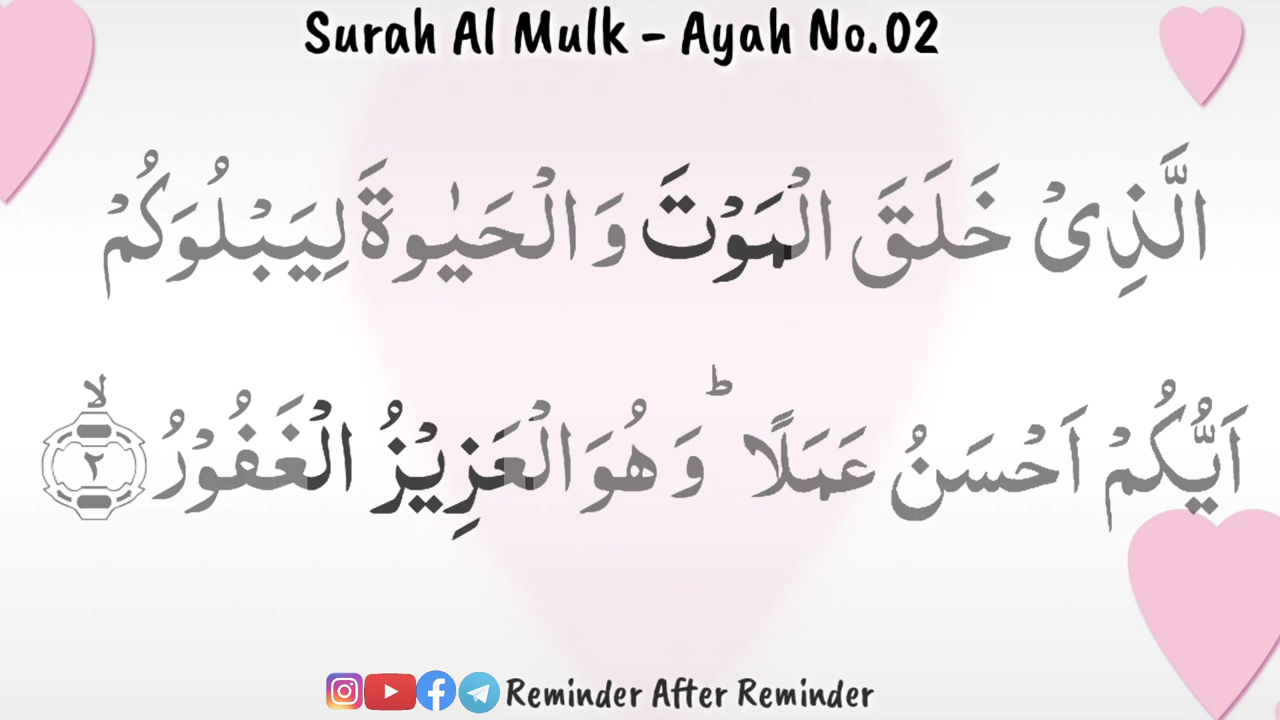 Surah Al Mulk - Ayah No.02
الَّذِىْ خَلَقَ الْمَوْتَ وَالْحَيٰوةَ لِيَبْلُوَكُمْ
اَيُّكُمْ اَحْسَنُ عَمَلًا ؕ وَهُوَالْعَزِيْزُ الْغَفُوْرُ ۙ‏ ٢
Reminder After Reminder